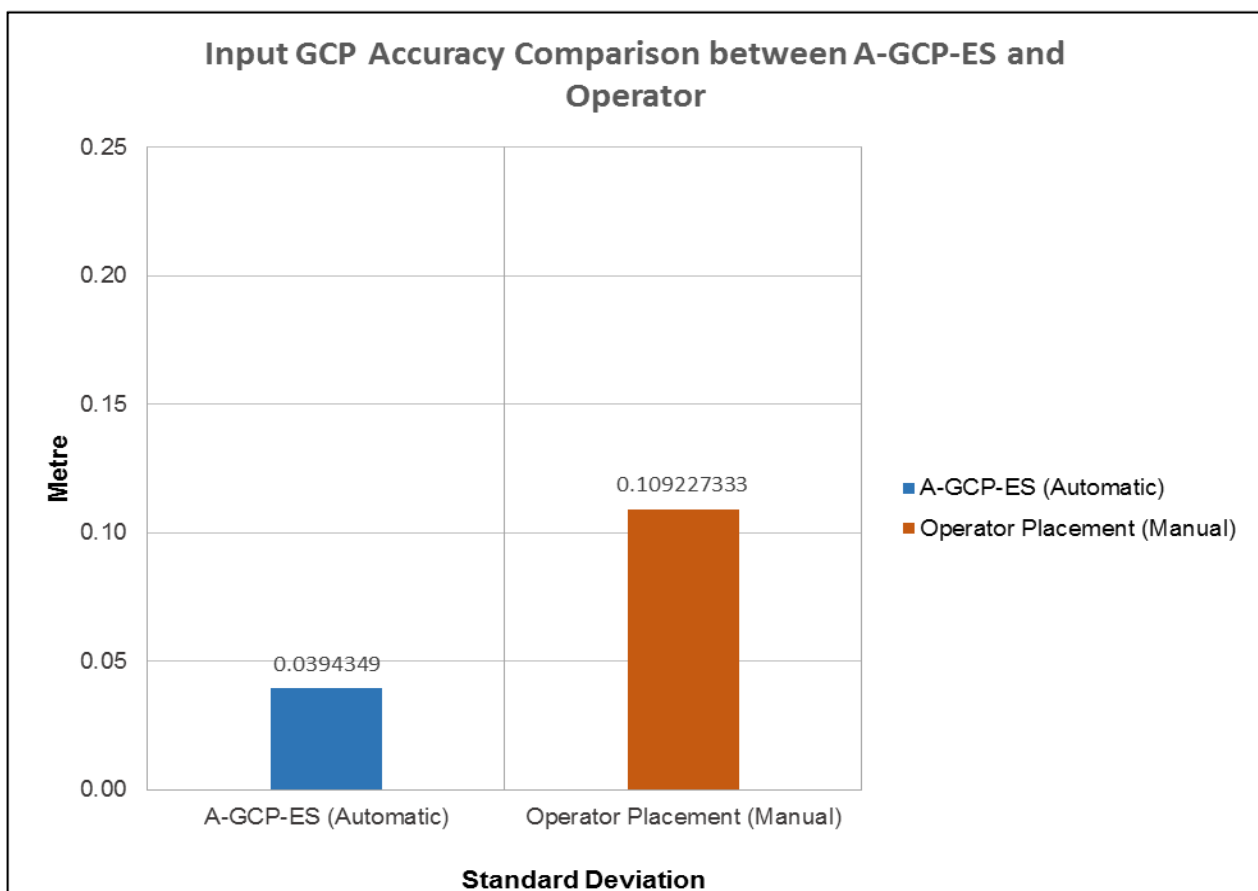 Input GCP Accuracy Comparison between A-GCP-ES and
Operator
0.25
0.20
0.15
0.10
0.05
0.00
Metre
0.0394349
0.109227333
A-GCP-ES (Automatic)
Operator Placement (Manual)
Standard Deviation
A-GCP-ES (Automatic)
Operator Placement (Manual)